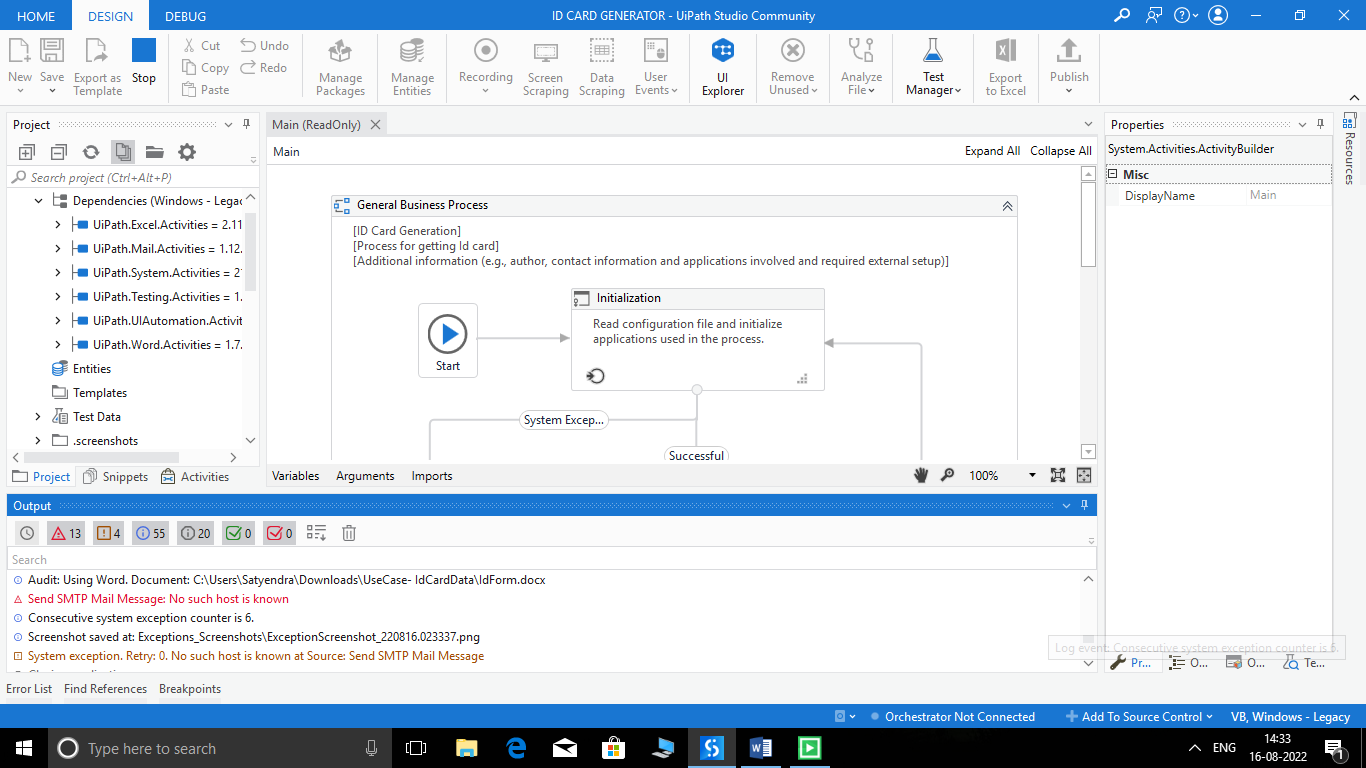 HOME DESIGN DEBUG ID CARD GENERATOR - UiPath Studio Community
New Save Export as Template Stop
Cut Undo
Copy Redo
Paste
Manage Packages
Manage Entities
Recording
Screen Scraping
Data Scraping
User Events
UI Explorer
Remove Unused
Analyze File
Test Manager
Export to Excel
Publish
Project
Search project (Ctrl+Alt+P)
Dependencies (Windows - Legac
UiPath.Excel.Activities = 2.11
UiPath.Mail.Activities = 1.12.
UiPath.System.Activities = 2
UiPath.Testing.Activities = 1.
UiPath.UIAutomation.Activit
UiPath.Word.Activities = 1.7.
Entities
Templates
Test Data
.screenshots
Project Snippets Activities
Main (ReadOnly)
Main Expand All Collapse All
General Business Process
[ID Card Generation]
[Process for getting Id card]
[Additional information (e.g., author, contact information and applications involved and required external setup)]
Initialization
Read configuration file and initialize
applications used in the process.
Start
System Excep...
Successful
Variables Arguments Imports 100%
Properties
System.Activities.ActivityBuilder
Misc
DisplayName Main
Resources
Output
13 4 55 20 0 0
Search
Audit: Using Word. Document: C:\Users\Satyendra\Downloads\UseCase- IdCardData\IdForm.docx
Send SMTP Mail Message: No such host is known
Consecutive system exception counter is 6.
Screenshot saved at: Exceptions_Screenshots\ExceptionScreenshot_220816.023337.png
System exception. Retry: 0. No such host is known at Source: Send SMTP Mail Message
Log event: Consecutive system exception counter is 6.
Pr... O... O... Te...
Error List Find References Breakpoints
Orchestrator Not Connected Add To Source Control VB, Windows - Legacy
Type here to search
ENG 14:33
16-08-2022
1